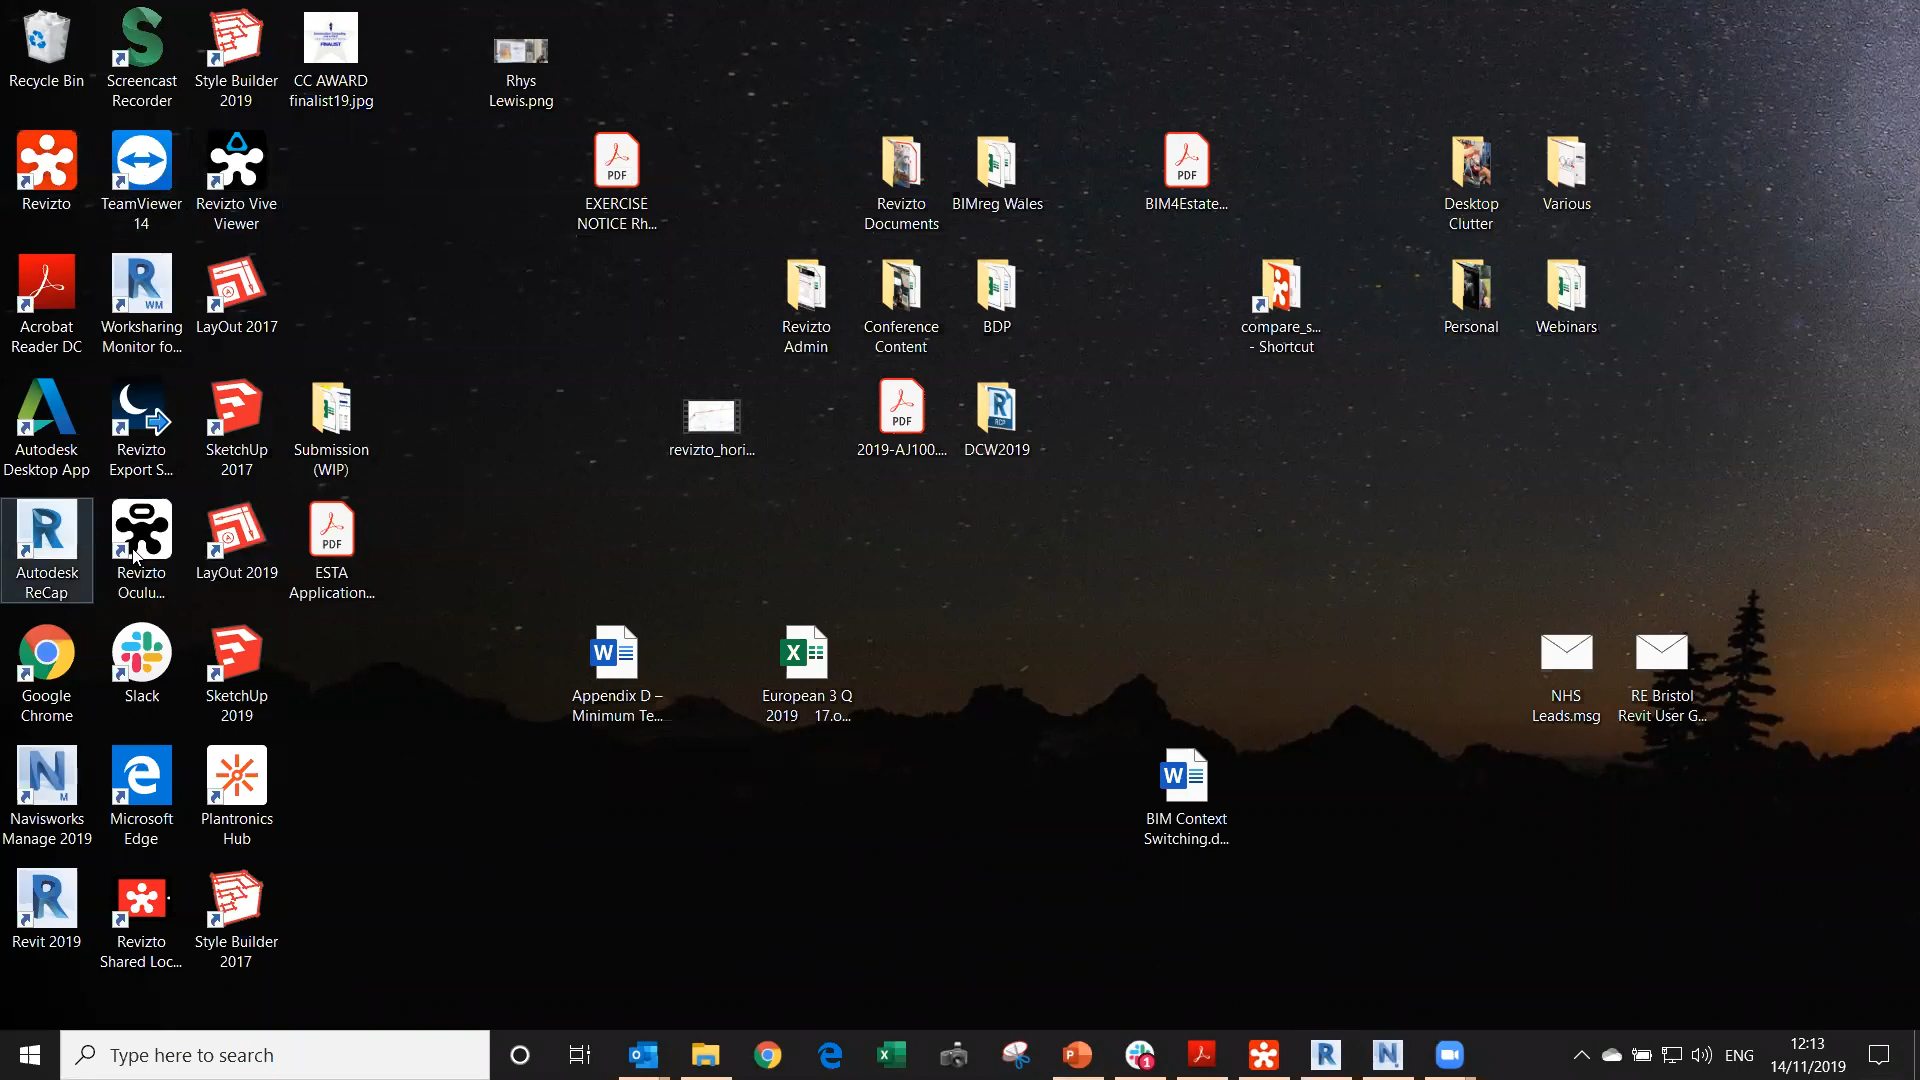 Recycle Bin
Screencast
Recorder
Style Builder
2019
CC AWARD
finalist19.jpg
FINALIST
Rhys
Lewis.png
Revizto
TeamViewer
14
Revizto Vive
Viewer
PDF
EXERCISE
NOTICE Rh...
Revizto
Documents
BIMreg Wales
PDF
BIM4Estate...
Desktop
Clutter
Various
Acrobat
Reader DC
WM
Worksharing
Monitor fo...
LayOut 2017
Revizto
Admin
Conference
Content
BDP
compare_s...
- Shortcut
Personal
Webinars
Autodesk
Desktop App
Revizto
Export S...
SketchUp
2017
Submission
(WIP)
revizto_hori...
PDF
2019-AJ100....
DCW2019
Autodesk
ReCap
Revizto
Oculu...
LayOut 2019
PDF
ESTA
Application...
Google
Chrome
Slack
SketchUp
2019
Appendix D –
Minimum Te...
European 3 Q
2019 17.o...
NHS
Leads.msg
RE Bristol
Revit User G...
Navisworks
Manage 2019
Microsoft
Edge
Plantronics
Hub
BIM Context
Switching.d...
Revit 2019
Revizto
Shared Loc...
Style Builder
2017
Type here to search
1
ENG
12:13
14/11/2019